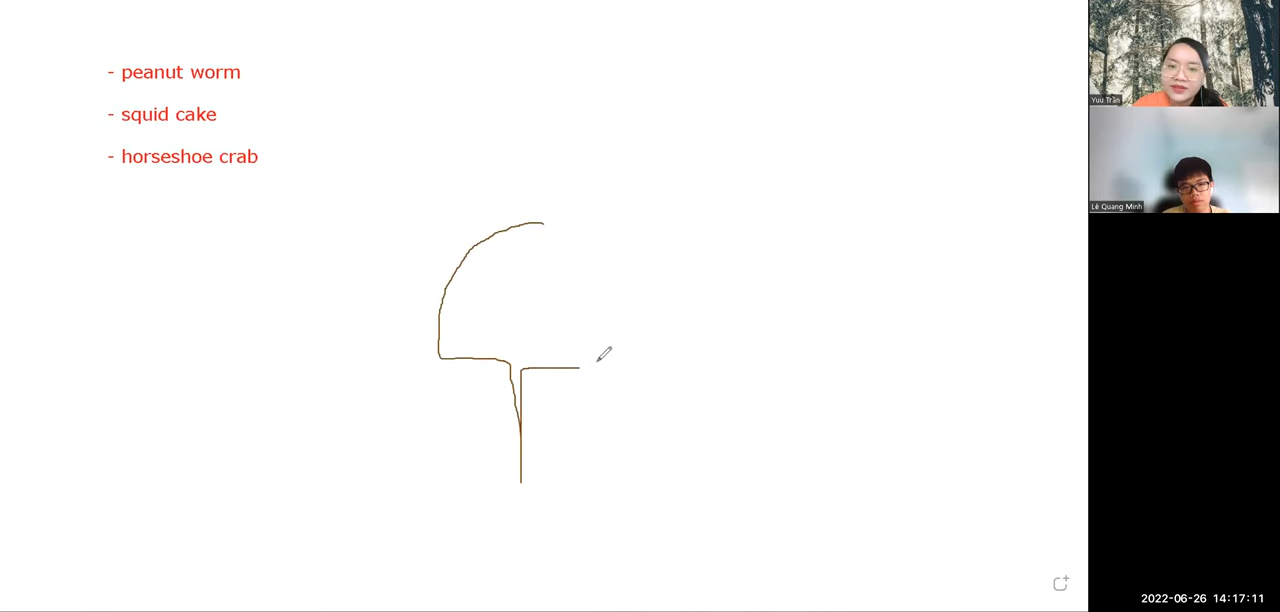 - peanut worm
- squid cake
- horseshoe crab
Yuu Trần
Lê Quang Minh
2022-06-26 14:17:11